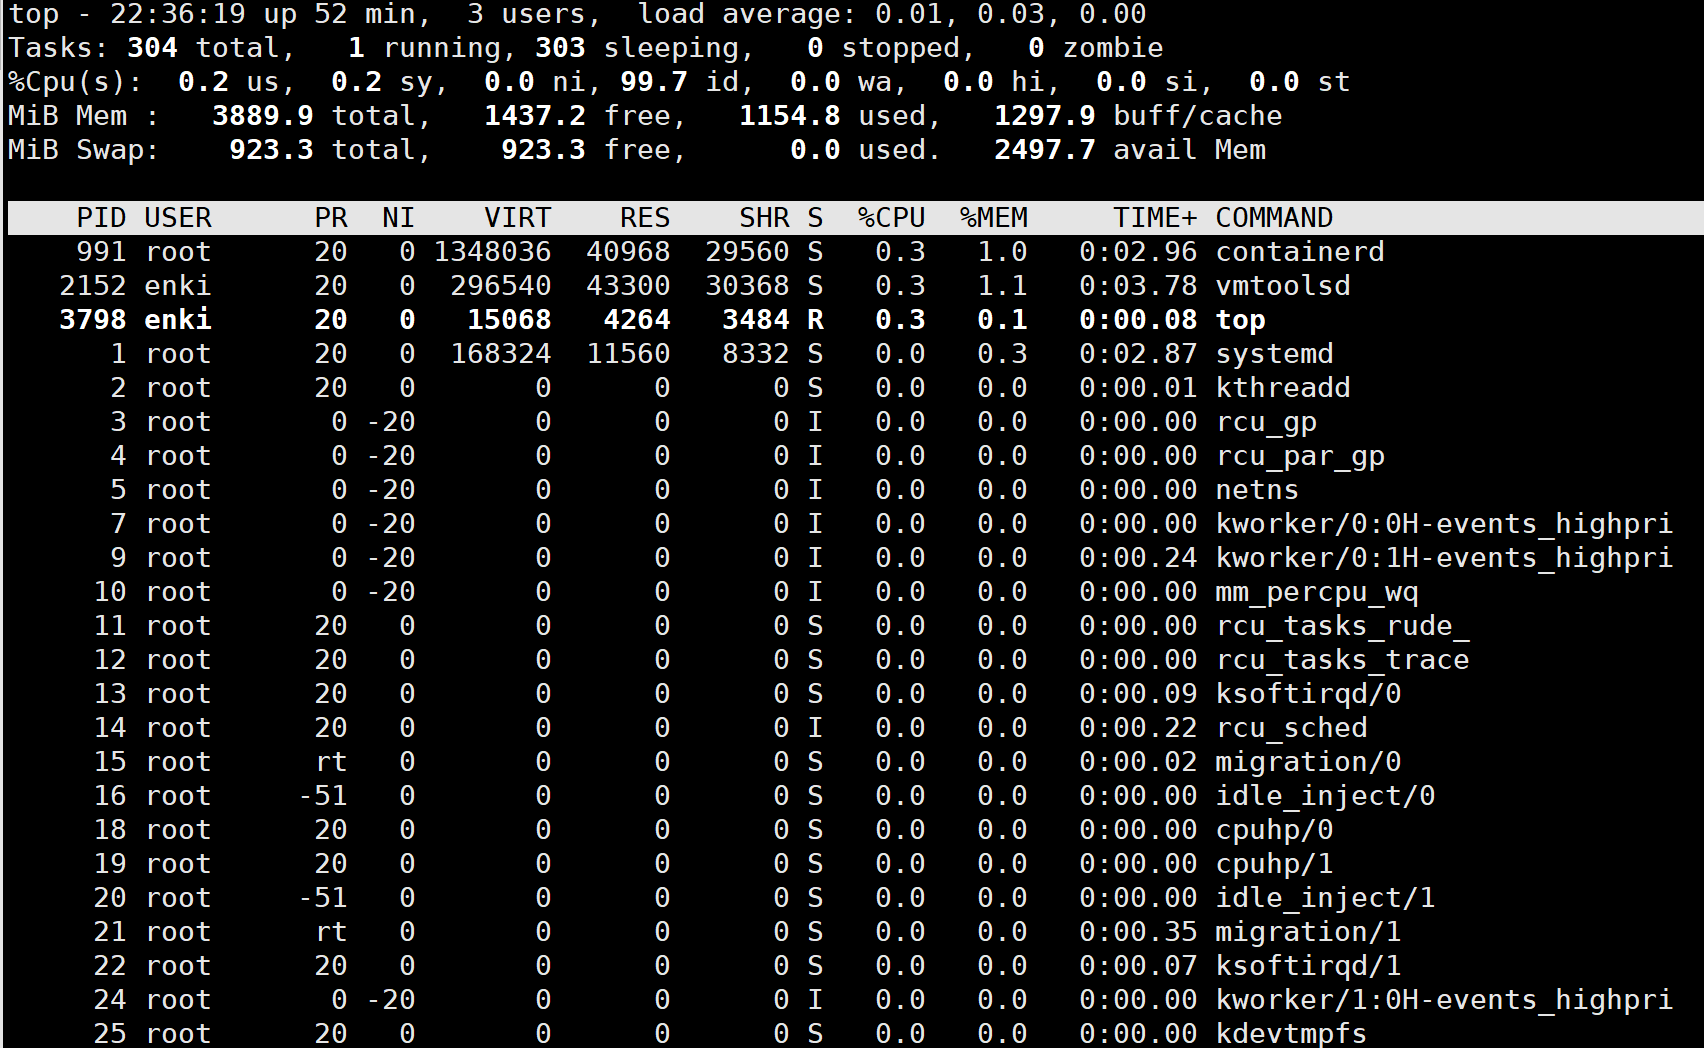 top - 22:36:19 up 52 min,  3 users,  load average: 0.01, 0.03, 0.00
Tasks: 304 total,   1 running, 303 sleeping,   0 stopped,   0 zombie
%Cpu(s):  0.2 us,  0.2 sy,  0.0 ni, 99.7 id,  0.0 wa,  0.0 hi,  0.0 si,  0.0 st
MiB Mem :   3889.9 total,   1437.2 free,   1154.8 used,   1297.9 buff/cache
MiB Swap:    923.3 total,    923.3 free,      0.0 used.   2497.7 avail Mem
    PID USER      PR  NI    VIRT    RES    SHR S  %CPU  %MEM     TIME+ COMMAND
    991 root      20   0 1348036  40968  29560 S   0.3   1.0   0:02.96 containerd
   2152 enki      20   0  296540  43300  30368 S   0.3   1.1   0:03.78 vmtoolsd
   3798 enki      20   0   15068   4264   3484 R   0.3   0.1   0:00.08 top
      1 root      20   0  168324  11560   8332 S   0.0   0.3   0:02.87 systemd
      2 root      20   0       0      0      0 S   0.0   0.0   0:00.01 kthreadd
      3 root       0 -20       0      0      0 I   0.0   0.0   0:00.00 rcu_gp
      4 root       0 -20       0      0      0 I   0.0   0.0   0:00.00 rcu_par_gp
      5 root       0 -20       0      0      0 I   0.0   0.0   0:00.00 netns
      7 root       0 -20       0      0      0 I   0.0   0.0   0:00.00 kworker/0:0H-events_highpri
      9 root       0 -20       0      0      0 I   0.0   0.0   0:00.24 kworker/0:1H-events_highpri
     10 root       0 -20       0      0      0 I   0.0   0.0   0:00.00 mm_percpu_wq
     11 root      20   0       0      0      0 S   0.0   0.0   0:00.00 rcu_tasks_rude_
     12 root      20   0       0      0      0 S   0.0   0.0   0:00.00 rcu_tasks_trace
     13 root      20   0       0      0      0 S   0.0   0.0   0:00.09 ksoftirqd/0
     14 root      20   0       0      0      0 I   0.0   0.0   0:00.22 rcu_sched
     15 root      rt   0       0      0      0 S   0.0   0.0   0:00.02 migration/0
     16 root     -51   0       0      0      0 S   0.0   0.0   0:00.00 idle_inject/0
     18 root      20   0       0      0      0 S   0.0   0.0   0:00.00 cpuhp/0
     19 root      20   0       0      0      0 S   0.0   0.0   0:00.00 cpuhp/1
     20 root     -51   0       0      0      0 S   0.0   0.0   0:00.00 idle_inject/1
     21 root      rt   0       0      0      0 S   0.0   0.0   0:00.35 migration/1
     22 root      20   0       0      0      0 S   0.0   0.0   0:00.07 ksoftirqd/1
     24 root       0 -20       0      0      0 I   0.0   0.0   0:00.00 kworker/1:0H-events_highpri
     25 root      20   0       0      0      0 S   0.0   0.0   0:00.00 kdevtmpfs